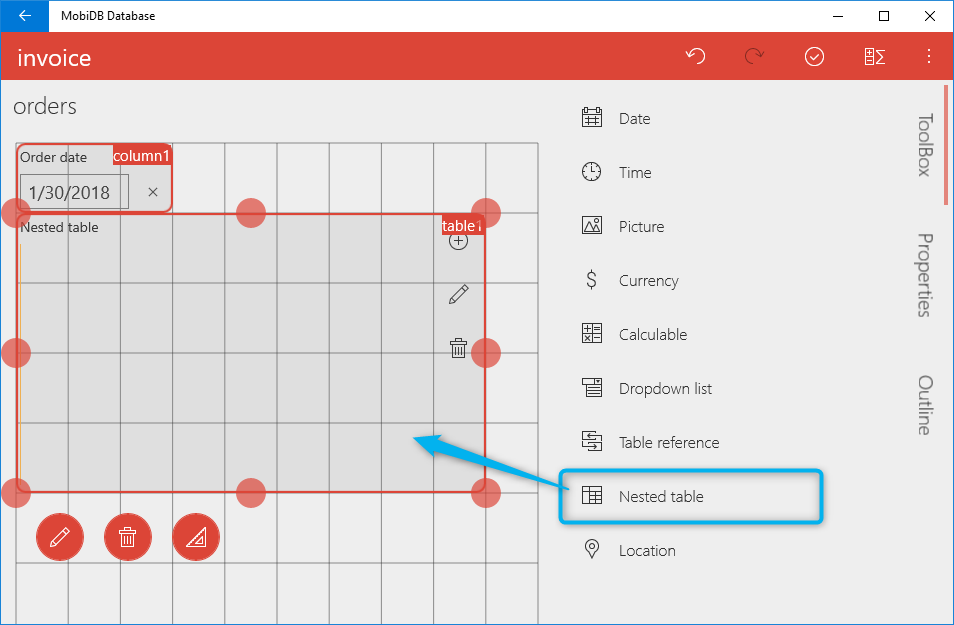 MobiDB Database
invoice
orders
Order date
column1
1/30/2018
Nested table
table1
Date
Time
Picture
Currency
Calculable
Dropdown list
Table reference
Nested table
Location
ToolBox
Properties
Outline